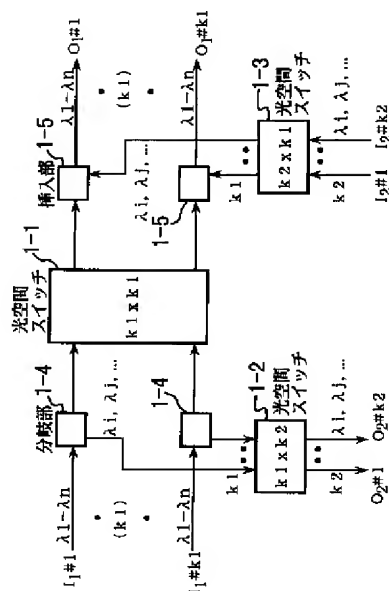 I₁#1
λ1−λn
分岐部 1-4
λi, λj, ...
光空間
スイッチ
1-1
k1×k1
挿入部 1-5
λ1−λn
O₁#1
(k1)
(k1)
I₁#k1
λ1−λn
1-4
λi, λj, ...
1-5
λ1−λn
O₁#k1
k1
k1×k2
1-2
光空間
スイッチ
k2
λi, λj, ...
O₂#1
O₂#k2
k1
k2×k1
1-3
光空間
スイッチ
k2
λi, λj, ...
I₂#1
I₂#k2